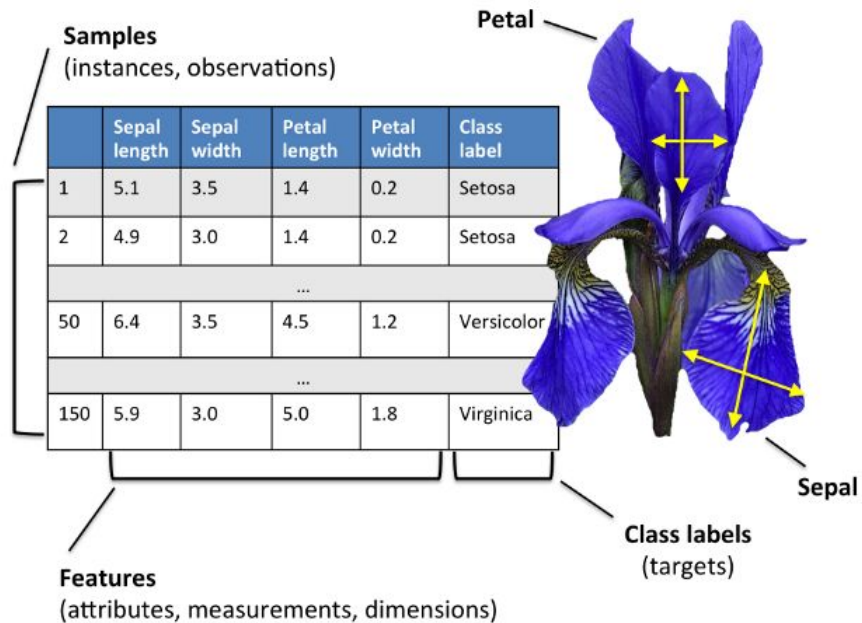 Samples
(instances, observations)
Petal
Sepal length
Sepal width
Petal length
Petal width
Class label
1 5.1 3.5 1.4 0.2 Setosa
2 4.9 3.0 1.4 0.2 Setosa
...
50 6.4 3.5 4.5 1.2 Versicolor
...
150 5.9 3.0 5.0 1.8 Virginica
Sepal
Class labels
(targets)
Features
(attributes, measurements, dimensions)